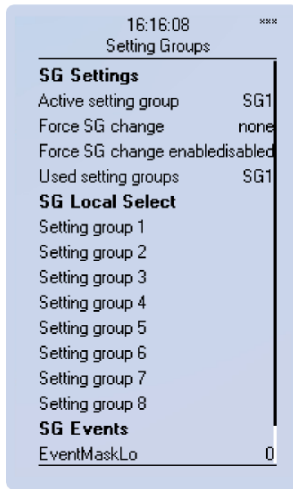 16:16:08 ***
Setting Groups
SG Settings
Active setting group SG1
Force SG change none
Force SG change enabledisabled
Used setting groups SG1
SG Local Select
Setting group 1
Setting group 2
Setting group 3
Setting group 4
Setting group 5
Setting group 6
Setting group 7
Setting group 8
SG Events
EventMaskLo 0